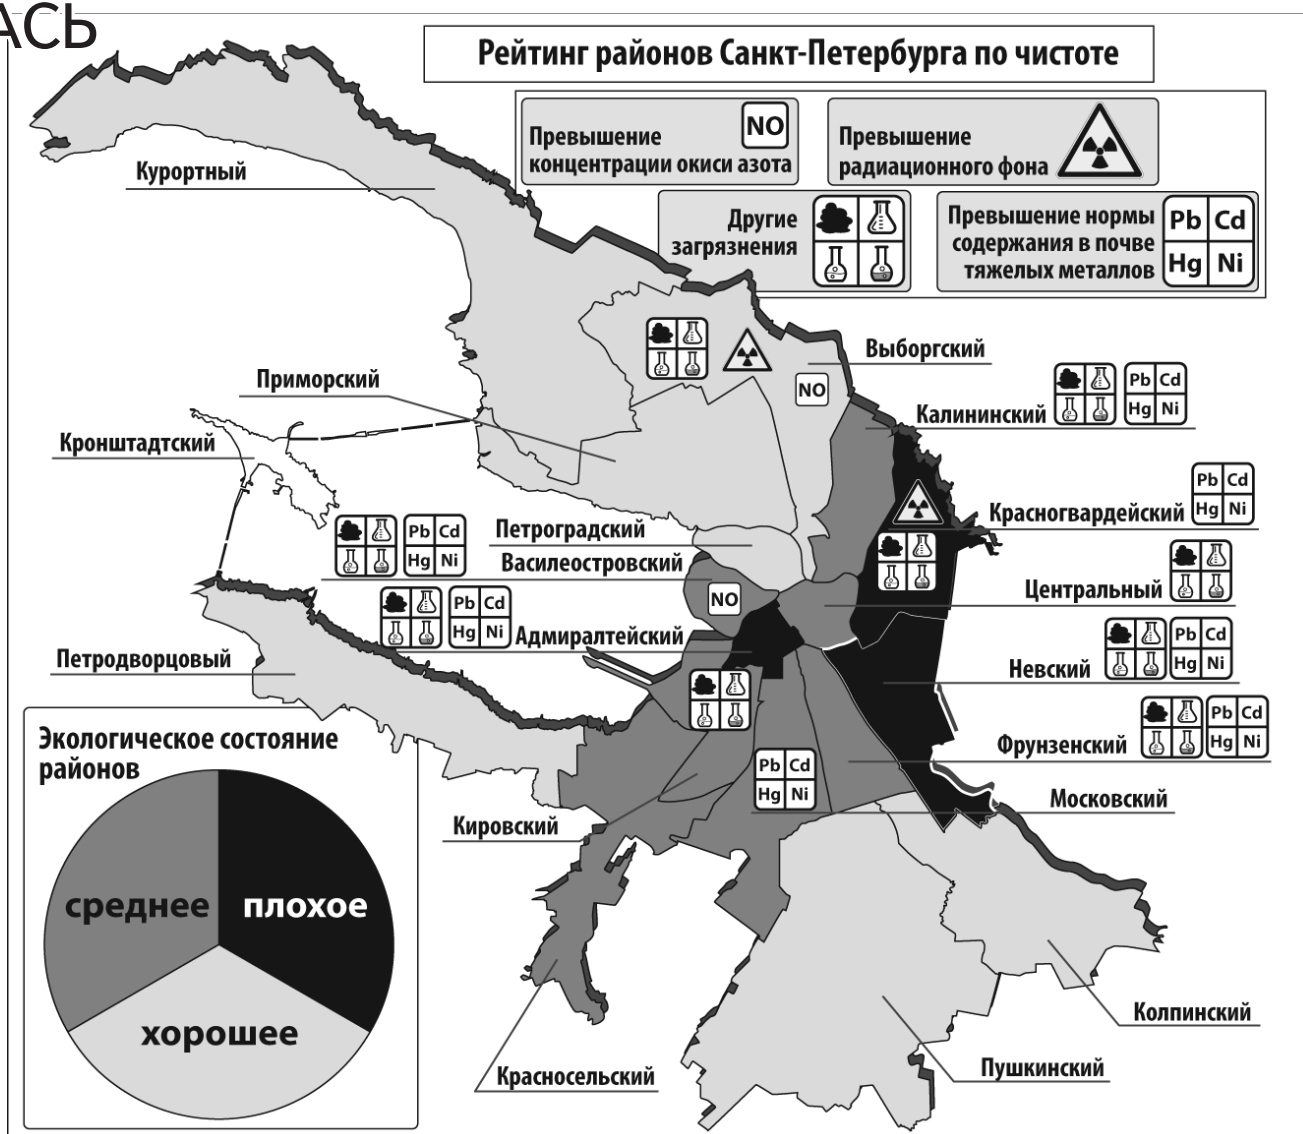 АСЬ
Рейтинг районов Санкт-Петербурга по чистоте
Превышение
концентрации окиси азота
NO
Превышение
радиационного фона
Другие
загрязнения
Превышение нормы
содержания в почве
тяжелых металлов
Pb Cd
Hg Ni
Курортный
Выборгский
NO
Приморский
Калининский
Pb Cd
Hg Ni
Кронштадтский
Красногвардейский
Pb Cd
Hg Ni
Петроградский
Василеостровский
Pb Cd
Hg Ni
NO
Центральный
Адмиралтейский
Pb Cd
Hg Ni
Невский
Pb Cd
Hg Ni
Петродворцовый
Фрунзенский
Pb Cd
Hg Ni
Московский
Pb Cd
Hg Ni
Кировский
Экологическое состояние
районов
среднее
плохое
хорошее
Красносельский
Колпинский
Пушкинский